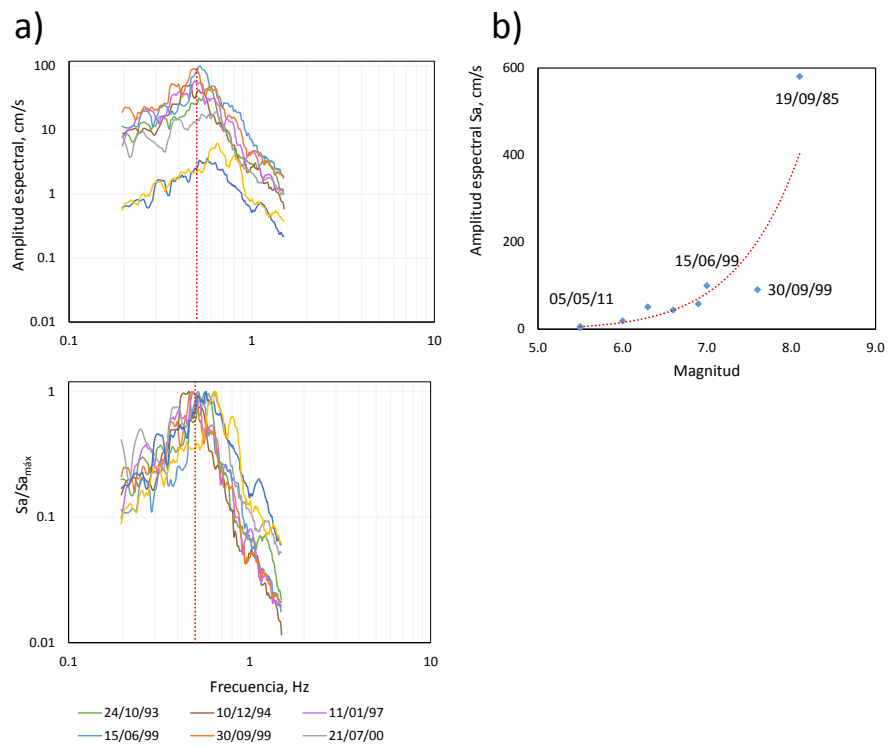 a)
100
10
1
0.1
0.01
0.1 1 10
Amplitud espectral, cm/s
1
0.1
0.01
0.1 1 10
Sa/Samáx
Frecuencia, Hz
24/10/93 10/12/94 11/01/97
15/06/99 30/09/99 21/07/00
b)
600
400
200
0
5.0 6.0 7.0 8.0 9.0
Amplitud espectral Sa, cm/s
Magnitud
19/09/85
15/06/99
05/05/11
30/09/99